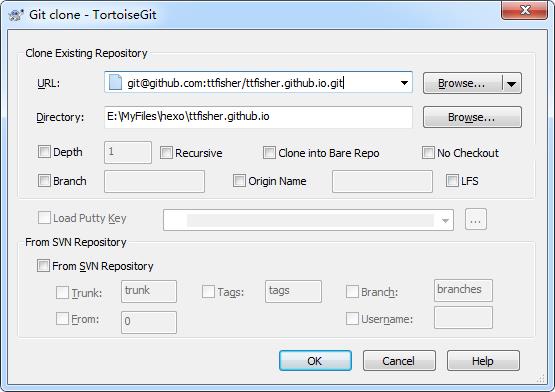 Git clone - TortoiseGit
Clone Existing Repository
URL: git@github.com:ttfisher/ttfisher.github.io.git Browse...
Directory: E:\MyFiles\hexo\ttfisher.github.io Browse...
Depth 1 Recursive Clone into Bare Repo No Checkout
Branch Origin Name LFS
Load Putty Key ...
From SVN Repository
From SVN Repository
Trunk: trunk Tags: tags Branch: branches
From: 0 Username:
OK Cancel Help